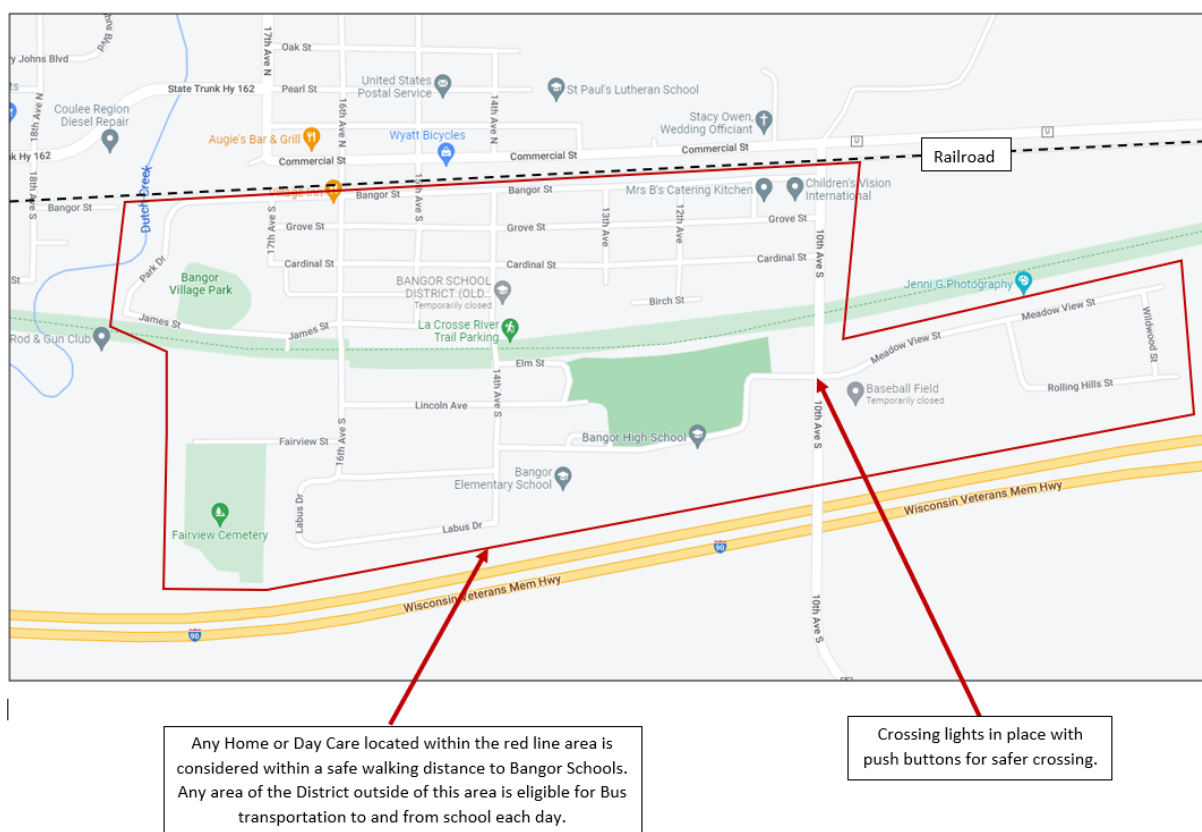 17th Ave N
Oak St
y Johns Blvd
State Trunk Hy 162
Pearl St
United States
Postal Service
St Paul's Lutheran School
18th Ave N
16th Ave N
14th Ave N
Coulee Region
Diesel Repair
Augie's Bar & Grill
Wyatt Bicycles
Stacy Owen,
Wedding Officiant
Hy 162
Commercial St
Commercial St
Commercial St
U
U
Railroad
18th Ave S
Dutch Creek
Village Inn
Bangor St
Bangor St
Bangor St
15th Ave S
Mrs B's Catering Kitchen
Children's Vision
International
17th Ave S
Grove St
Grove St
13th Ave
12th Ave
10th Ave S
Park Dr
Cardinal St
Cardinal St
St
Bangor
Village Park
BANGOR SCHOOL
DISTRICT (OLD...
Temporarily closed
Birch St
Jenni G Photography
James St
James St
La Crosse River
Trail Parking
Meadow View St
Rod & Gun Club
Elm St
Meadow View St
Wildwood St
14th Ave S
Rolling Hills St
Baseball Field
Temporarily closed
Lincoln Ave
10th Ave S
Fairview St
16th Ave S
Bangor High School
Bangor
Elementary School
Labus Dr
Labus Dr
Fairview Cemetery
Wisconsin Veterans Mem Hwy
90
Wisconsin Veterans Mem Hwy
90
10th Ave S
Any Home or Day Care located within the red line area is
considered within a safe walking distance to Bangor Schools.
Any area of the District outside of this area is eligible for Bus
transportation to and from school each day.
Crossing lights in place with
push buttons for safer crossing.